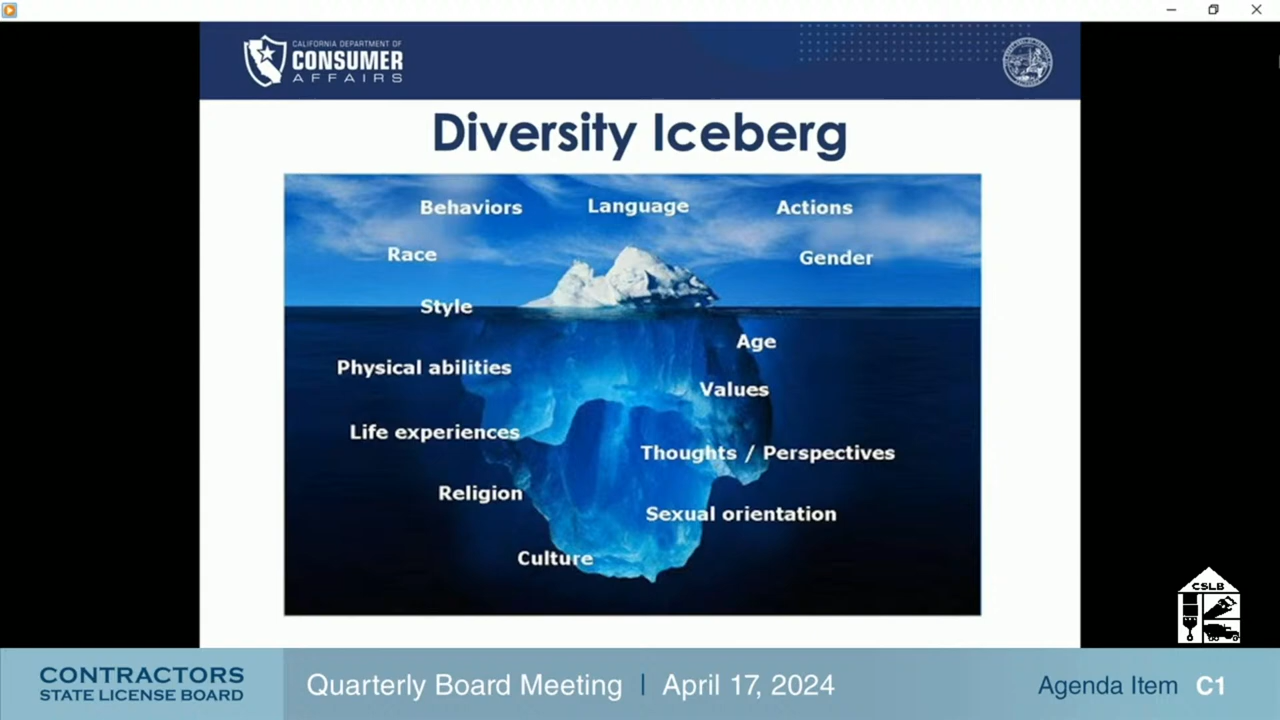 CALIFORNIA DEPARTMENT OF
CONSUMER
AFFAIRS
Diversity Iceberg
Behaviors
Language
Actions
Race
Gender
Style
Age
Physical abilities
Values
Life experiences
Thoughts / Perspectives
Religion
Sexual orientation
Culture
CSLB
CONTRACTORS
STATE LICENSE BOARD
Quarterly Board Meeting | April 17, 2024
Agenda Item C1